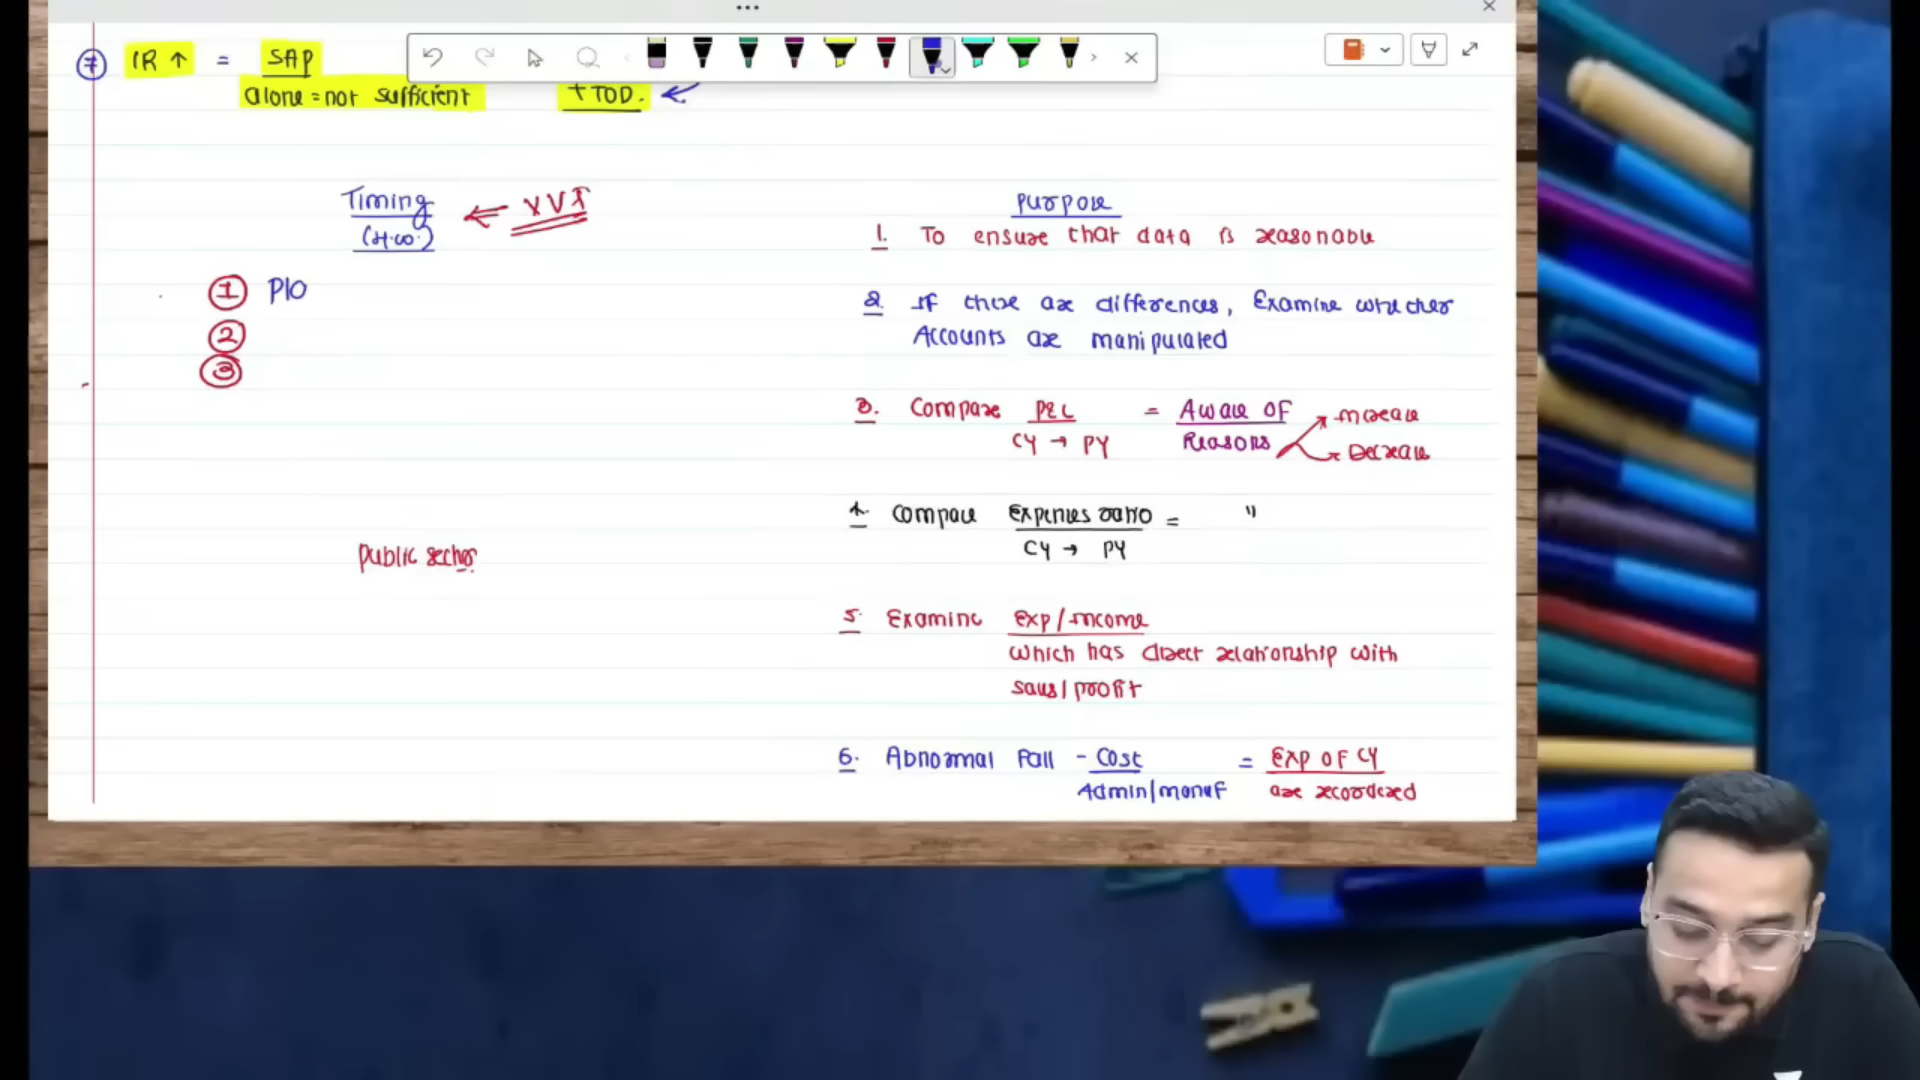 7 IR ↑ = SAP
alone = not sufficient + TOD.
Timing
(H.W.)
1 PIO
2
3
Public sector
Purpose
1. To ensure that data is reasonable
2. If there are differences, Examine whether
Accounts are manipulated
3. Compare P&L = Aware of Increase
CY → PY Reasons Decrease
4. Compare Expenses ratio = "
CY → PY
5. Examine Exp/Income
which has direct relationship with
sales/profit
6. Abnormal Fall - Cost = Exp of CY
Admin/manuf are recorded